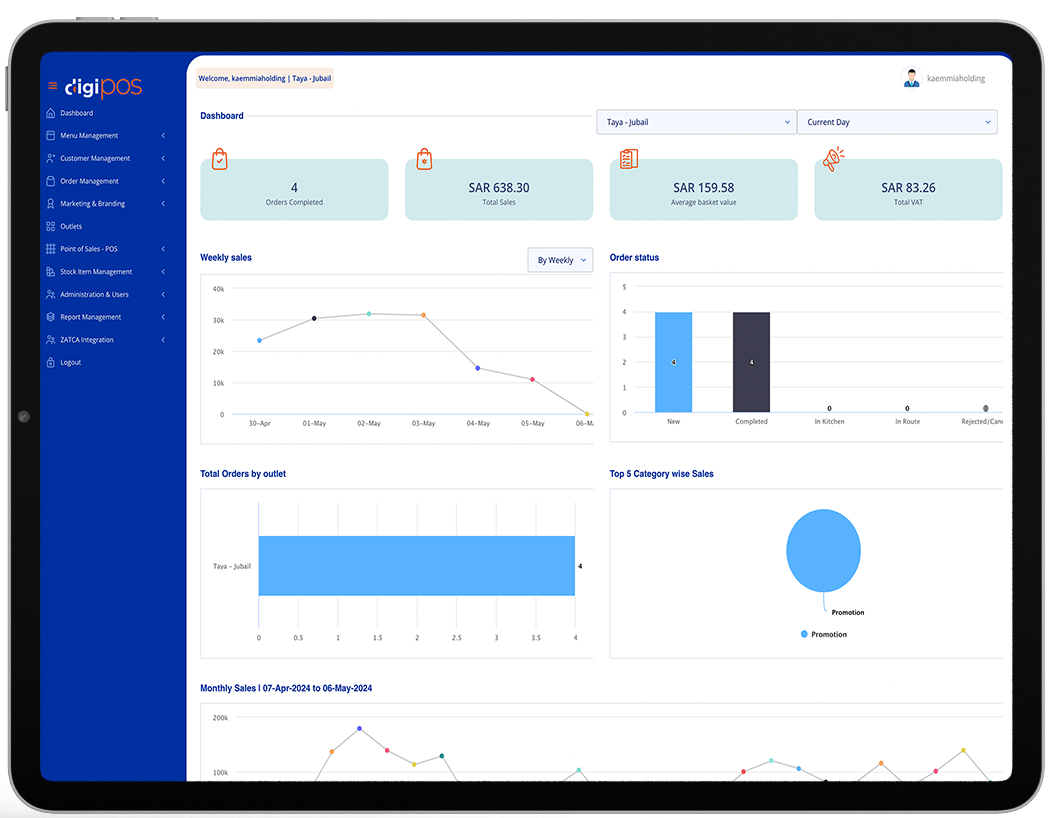 digipos
Dashboard
Menu Management
Customer Management
Order Management
Marketing & Branding
Outlets
Point of Sales - POS
Stock Item Management
Administration & Users
Report Management
ZATCA Integration
Logout
Welcome, kaemmiaholding | Taya - Jubail
kaemmiaholding
Dashboard
Taya - Jubail
Current Day
4
Orders Completed
SAR 638.30
Total Sales
SAR 159.58
Average basket value
SAR 83.26
Total VAT
Weekly sales
By Weekly
40k
30k
20k
10k
0
30-Apr 01-May 02-May 03-May 04-May 05-May 06-M
Order status
5
4
3
2
1
0
4 4 0 0 0
New Completed In Kitchen In Route Rejected/Canc
Total Orders by outlet
Taya - Jubail
4
0 0.5 1 1.5 2 2.5 3 3.5 4
Top 5 Category wise Sales
Promotion
Promotion
Monthly Sales | 07-Apr-2024 to 06-May-2024
200k
100k